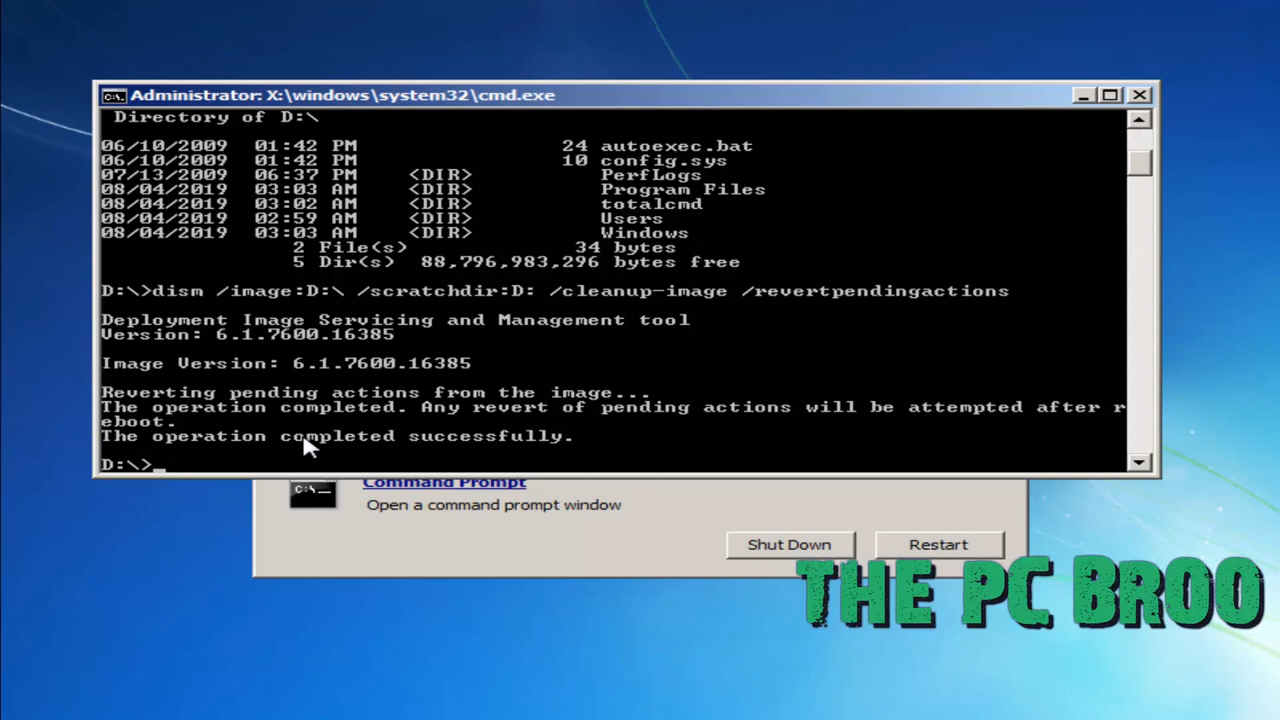 Administrator: X:\windows\system32\cmd.exe
Directory of D:\
06/10/2009 01:42 PM 24 autoexec.bat
06/10/2009 01:42 PM 10 config.sys
07/13/2009 06:37 PM <DIR> PerfLogs
08/04/2019 03:03 AM <DIR> Program Files
08/04/2019 03:02 AM <DIR> totalcmd
08/04/2019 02:59 AM <DIR> Users
08/04/2019 03:03 AM <DIR> Windows
2 File(s) 34 bytes
5 Dir(s) 88,796,983,296 bytes free
D:\>dism /image:D:\ /scratchdir:D: /cleanup-image /revertpendingactions
Deployment Image Servicing and Management tool
Version: 6.1.7600.16385
Image Version: 6.1.7600.16385
Reverting pending actions from the image...
The operation completed. Any revert of pending actions will be attempted after r
eboot.
The operation completed successfully.
D:\>_
Command Prompt
Open a command prompt window
Shut Down Restart
THE PC BROO